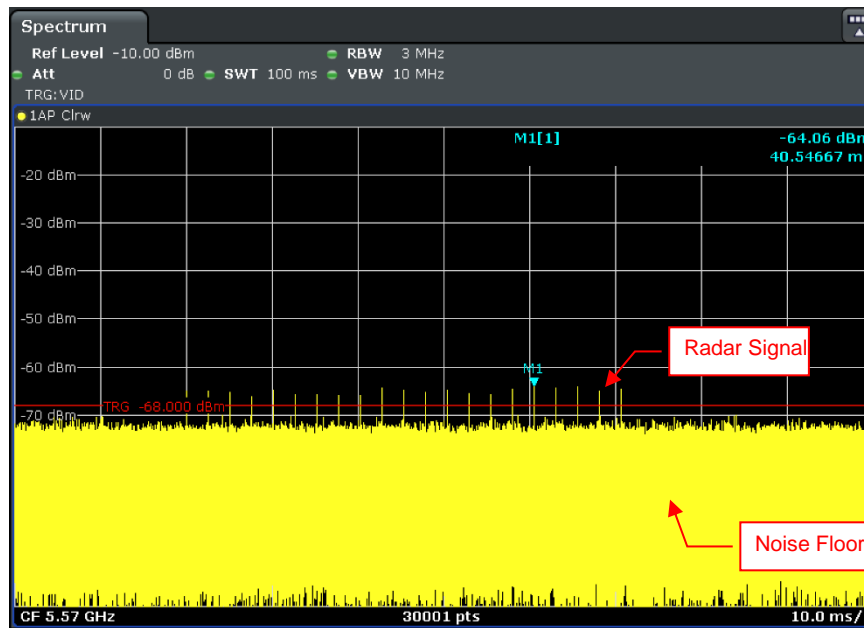 Spectrum
Ref Level -10.00 dBm RBW 3 MHz
Att 0 dB SWT 100 ms VBW 10 MHz
TRG:VID
1AP Clrw
M1[1] -64.06 dBm
40.54667 m
-20 dBm
-30 dBm
-40 dBm
-50 dBm
Radar Signal
-60 dBm
M1
TRG -68.000 dBm
-70 dBm
Noise Floor
CF 5.57 GHz 30001 pts 10.0 ms/